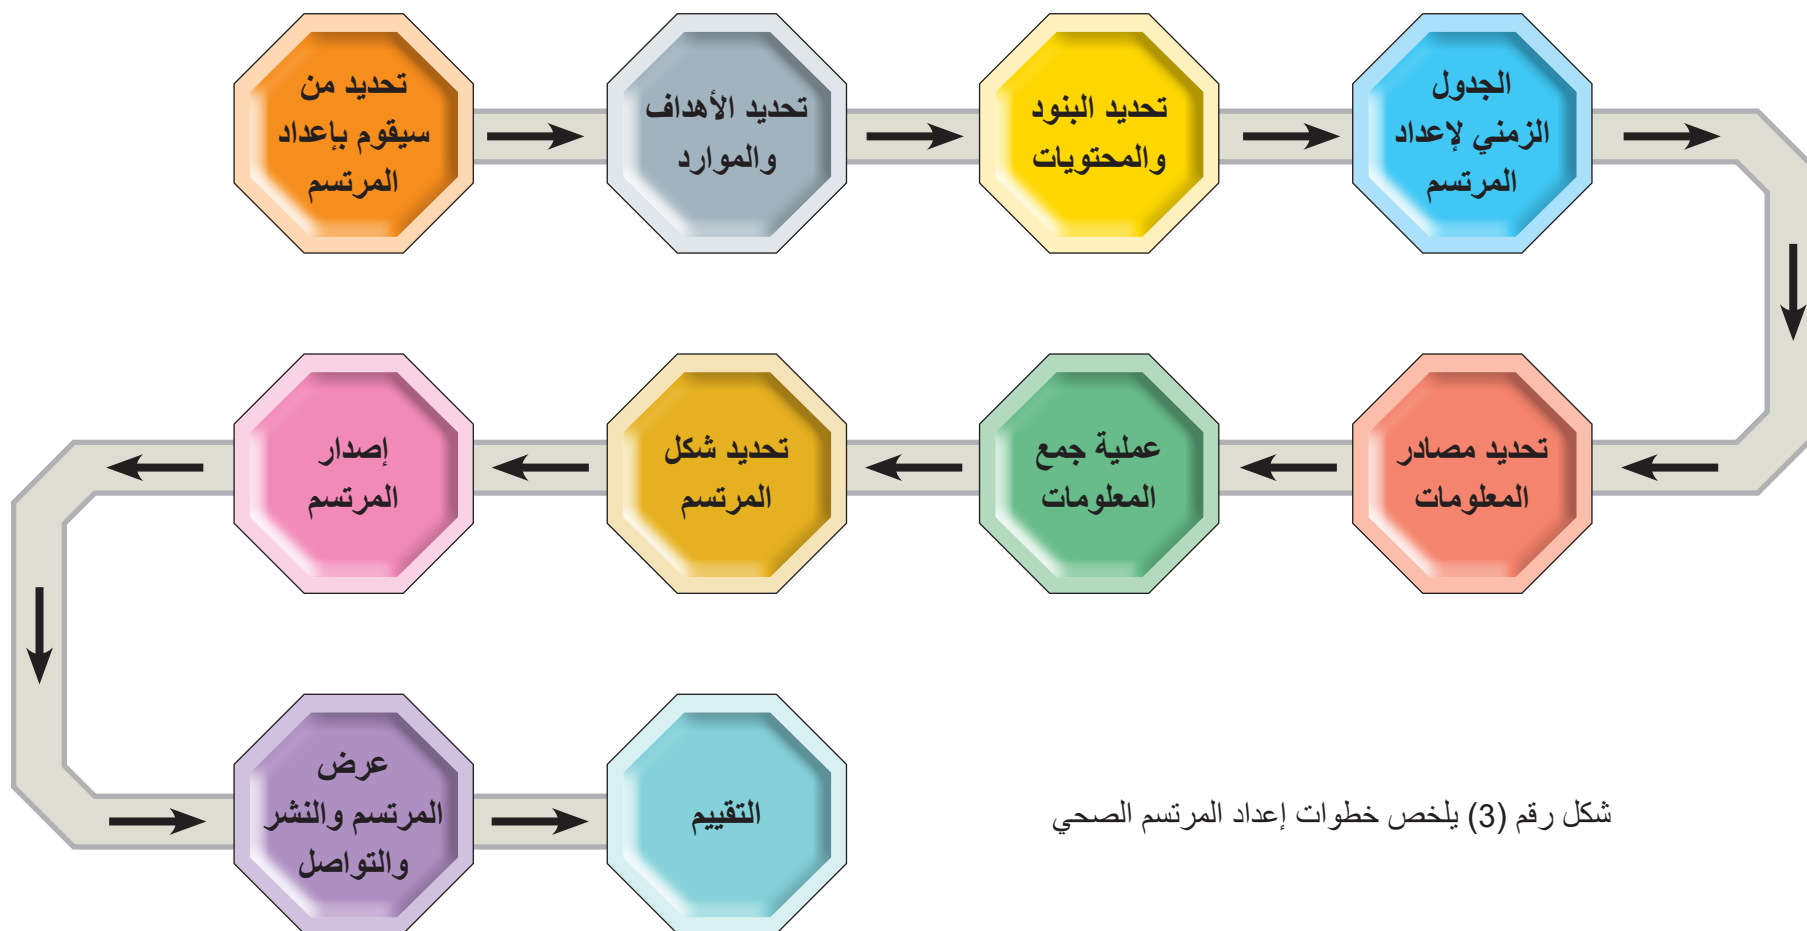 تحديد من
سيقوم بإعداد
المرتسم
تحديد الأهداف
والموارد
تحديد البنود
والمحتويات
الجدول
الزمني لإعداد
المرتسم
تحديد مصادر
المعلومات
عملية جمع
المعلومات
تحديد شكل
المرتسم
إصدار
المرتسم
عرض
المرتسم والنشر
والتواصل
التقييم
شكل رقم (3) يلخص خطوات إعداد المرتسم الصحي